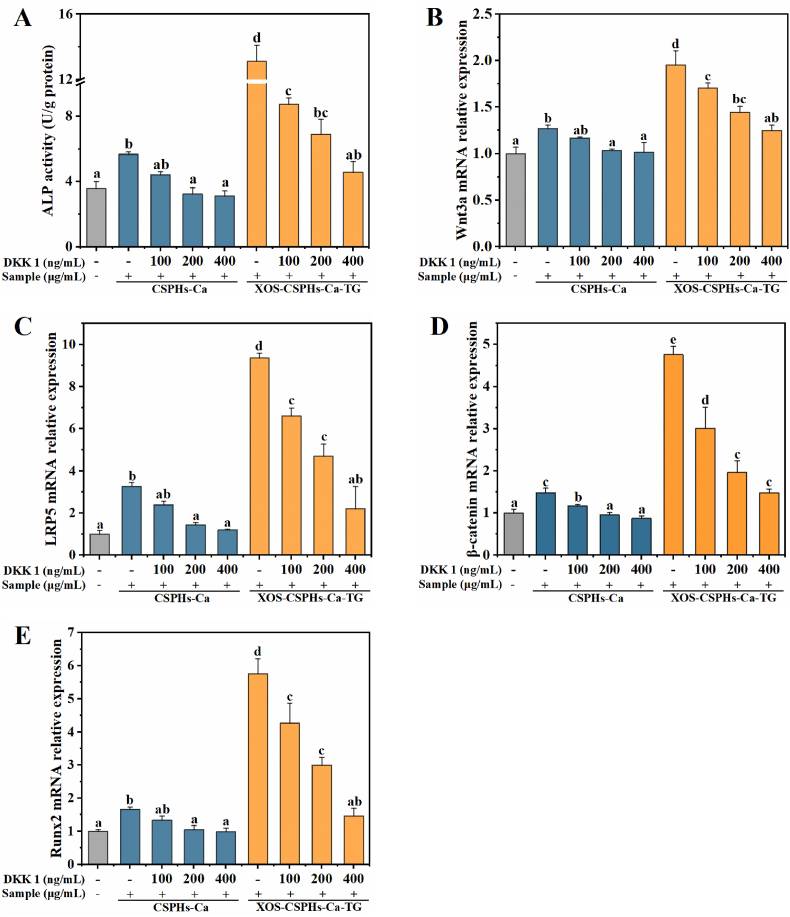 A
ALP activity (U/g protein)
16
12
8
4
0
a
b
ab
a
a
d
c
bc
ab
DKK 1 (ng/mL) - - 100 200 400 - 100 200 400
Sample (μg/mL) - + + + + + + + +
CSPHs-Ca XOS-CSPHs-Ca-TG
B
Wnt3a mRNA relative expression
2.5
2.0
1.5
1.0
0.5
0.0
a
b
ab
a
a
d
c
bc
ab
DKK 1 (ng/mL) - - 100 200 400 - 100 200 400
Sample (μg/mL) - + + + + + + + +
CSPHs-Ca XOS-CSPHs-Ca-TG
C
LRP5 mRNA relative expression
10
8
6
4
2
0
a
b
ab
a
a
d
c
c
ab
DKK 1 (ng/mL) - - 100 200 400 - 100 200 400
Sample (μg/mL) - + + + + + + + +
CSPHs-Ca XOS-CSPHs-Ca-TG
D
β-catenin mRNA relative expression
5
4
3
2
1
0
a
c
b
a
a
e
d
c
c
DKK 1 (ng/mL) - - 100 200 400 - 100 200 400
Sample (μg/mL) - + + + + + + + +
CSPHs-Ca XOS-CSPHs-Ca-TG
E
Runx2 mRNA relative expression
7
6
5
4
3
2
1
0
a
b
ab
a
a
d
c
c
ab
DKK 1 (ng/mL) - - 100 200 400 - 100 200 400
Sample (μg/mL) - + + + + + + + +
CSPHs-Ca XOS-CSPHs-Ca-TG